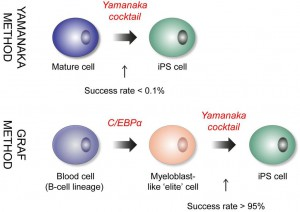 YAMANAKA
METHOD
Yamanaka
cocktail
Mature cell
iPS cell
Success rate < 0.1%
GRAF
METHOD
C/EBPα
Yamanaka
cocktail
Blood cell
(B-cell lineage)
Myeloblast-
like 'elite' cell
iPS cell
Success rate > 95%